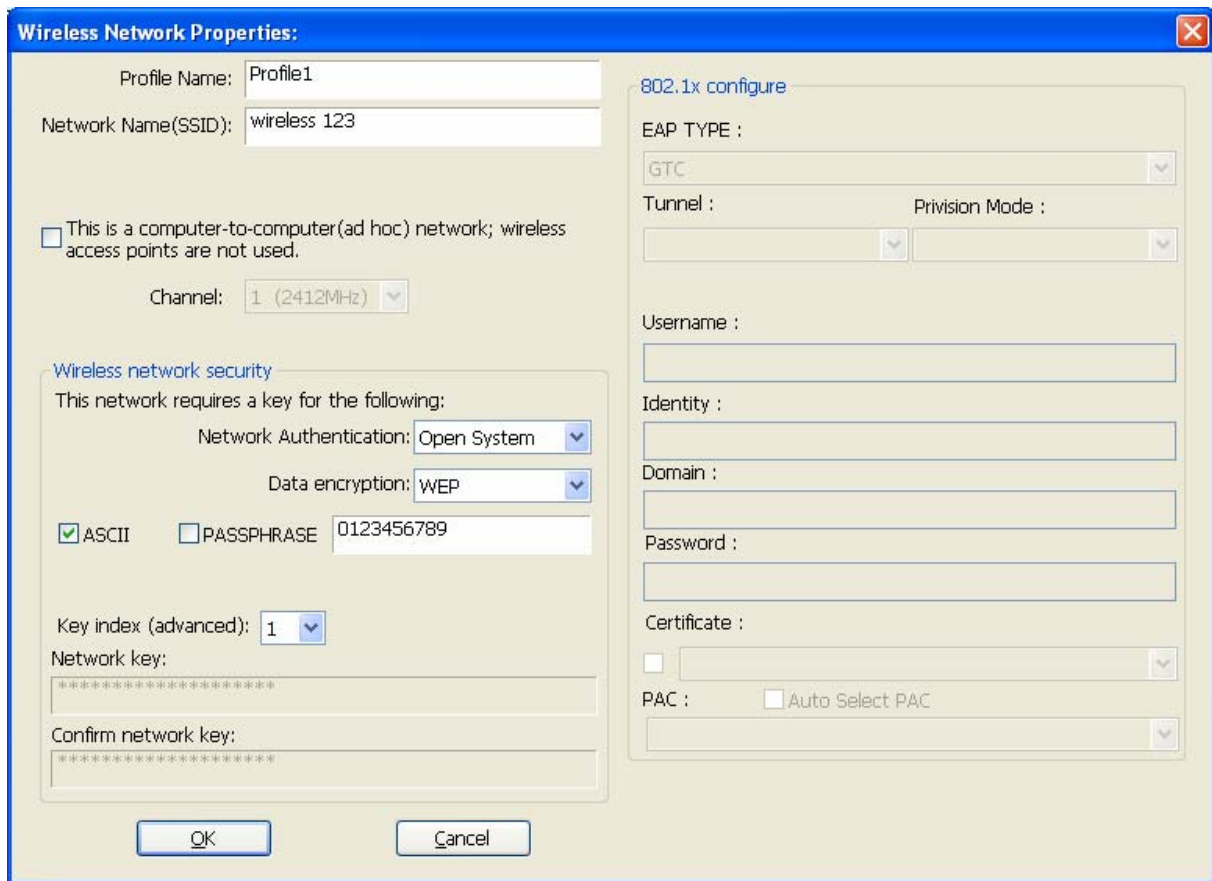 Wireless Network Properties:
Profile Name: Profile1
Network Name(SSID): wireless 123
This is a computer-to-computer(ad hoc) network; wireless
access points are not used.
Channel: 1 (2412MHz)
Wireless network security
This network requires a key for the following:
Network Authentication: Open System
Data encryption: WEP
ASCII PASSPHRASE 0123456789
Key index (advanced): 1
Network key:
********************
Confirm network key:
********************
OK Cancel
802.1x configure
EAP TYPE :
GTC
Tunnel : Privision Mode :
Username :
Identity :
Domain :
Password :
Certificate :
PAC : Auto Select PAC